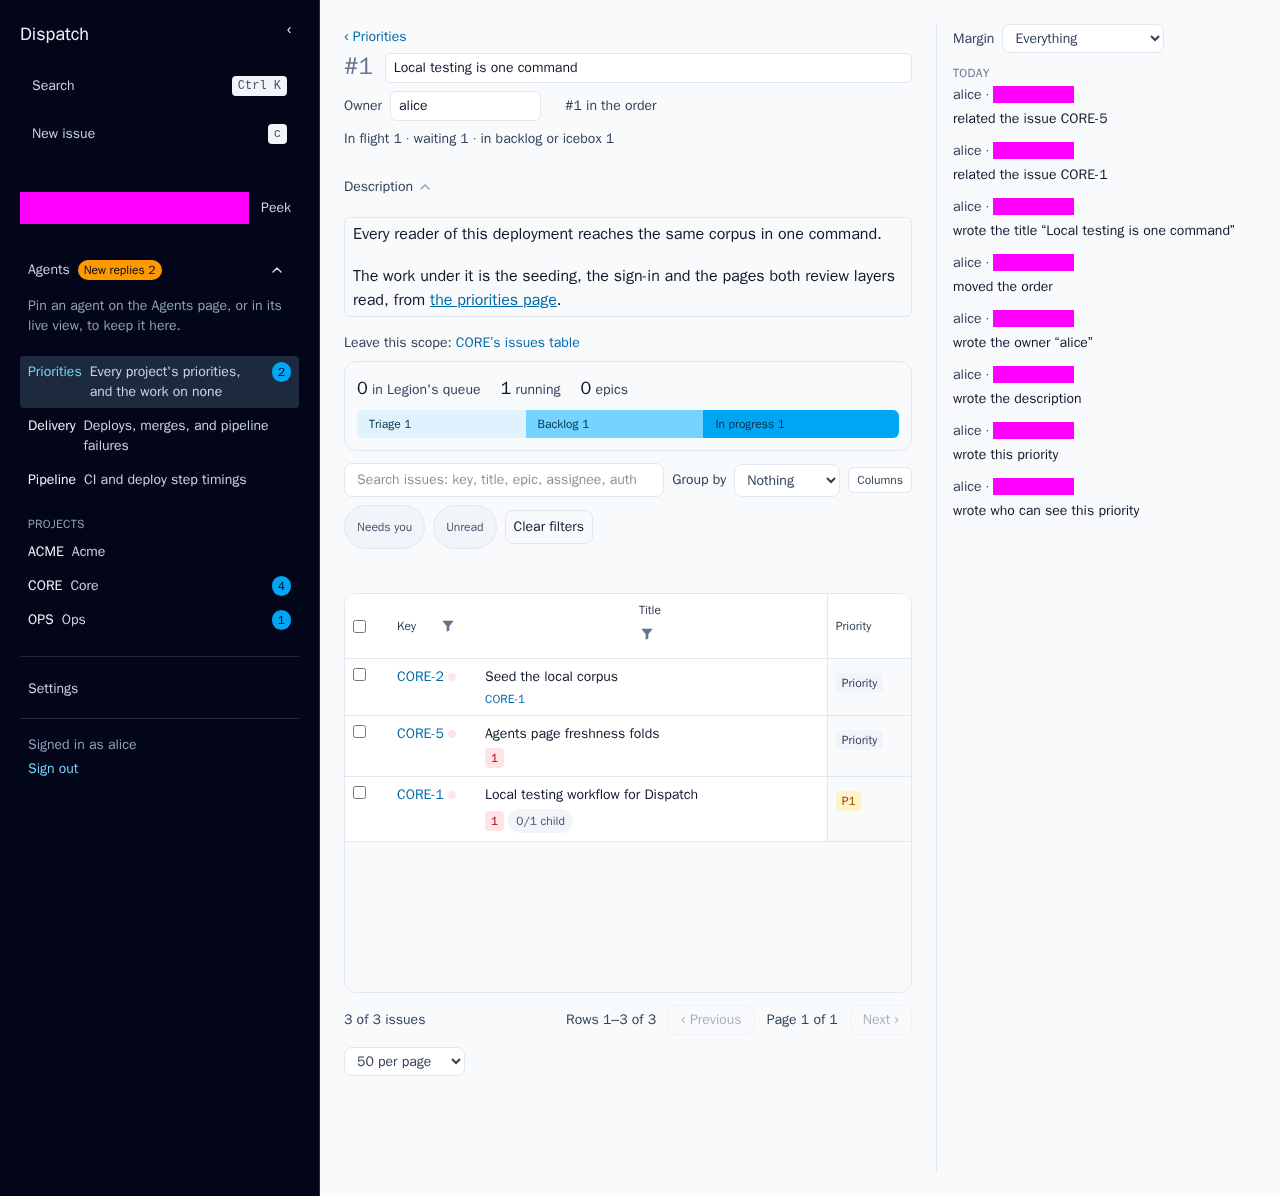 Dispatch
‹
Search
Ctrl K
New issue
C
Peek
Agents
New replies 2
Pin an agent on the Agents page, or in its
live view, to keep it here.
Priorities
Every project's priorities,
and the work on none
2
Delivery
Deploys, merges, and pipeline
failures
Pipeline
CI and deploy step timings
PROJECTS
ACME Acme
CORE Core
4
OPS Ops
1
Settings
Signed in as alice
Sign out
‹ Priorities
#1
Local testing is one command
Owner
alice
#1 in the order
In flight 1 · waiting 1 · in backlog or icebox 1
Description
Every reader of this deployment reaches the same corpus in one command.
The work under it is the seeding, the sign-in and the pages both review layers
read, from the priorities page.
Leave this scope: CORE’s issues table
0 in Legion's queue
1 running
0 epics
Triage 1
Backlog 1
In progress 1
Search issues: key, title, epic, assignee, auth
Group by
Nothing
Columns
Needs you
Unread
Clear filters
Key
Title
Priority
CORE-2
Seed the local corpus
Priority
CORE-1
CORE-5
Agents page freshness folds
Priority
1
CORE-1
Local testing workflow for Dispatch
P1
1
0/1 child
3 of 3 issues
Rows 1–3 of 3
‹ Previous
Page 1 of 1
Next ›
50 per page
Margin
Everything
TODAY
alice ·
related the issue CORE-5
alice ·
related the issue CORE-1
alice ·
wrote the title “Local testing is one command”
alice ·
moved the order
alice ·
wrote the owner “alice”
alice ·
wrote the description
alice ·
wrote this priority
alice ·
wrote who can see this priority